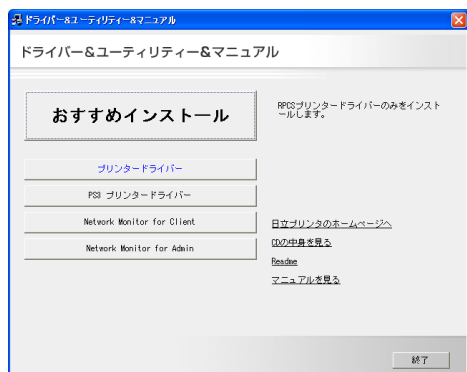 ドライバー&ユーティリティー&マニュアル
ドライバー&ユーティリティー&マニュアル
おすすめインストール
RPCSプリンタードライバーのみをインスト
ールします。
プリンタードライバー
PS3 プリンタードライバー
Network Monitor for Client
Network Monitor for Admin
日立プリンタのホームページへ
CDの中身を見る
Readme
マニュアルを見る
終了